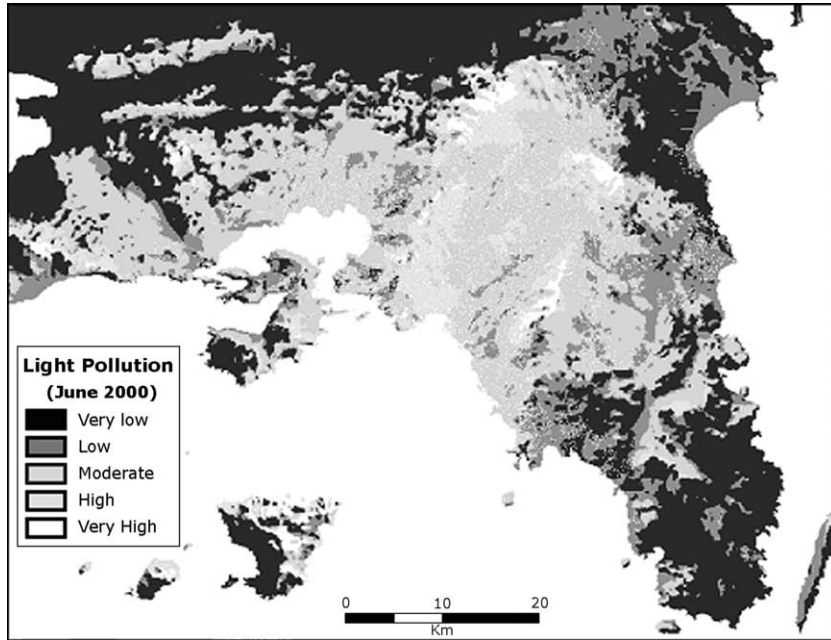 Light Pollution
(June 2000)
Very low
Low
Moderate
High
Very High
0 10 20
Km